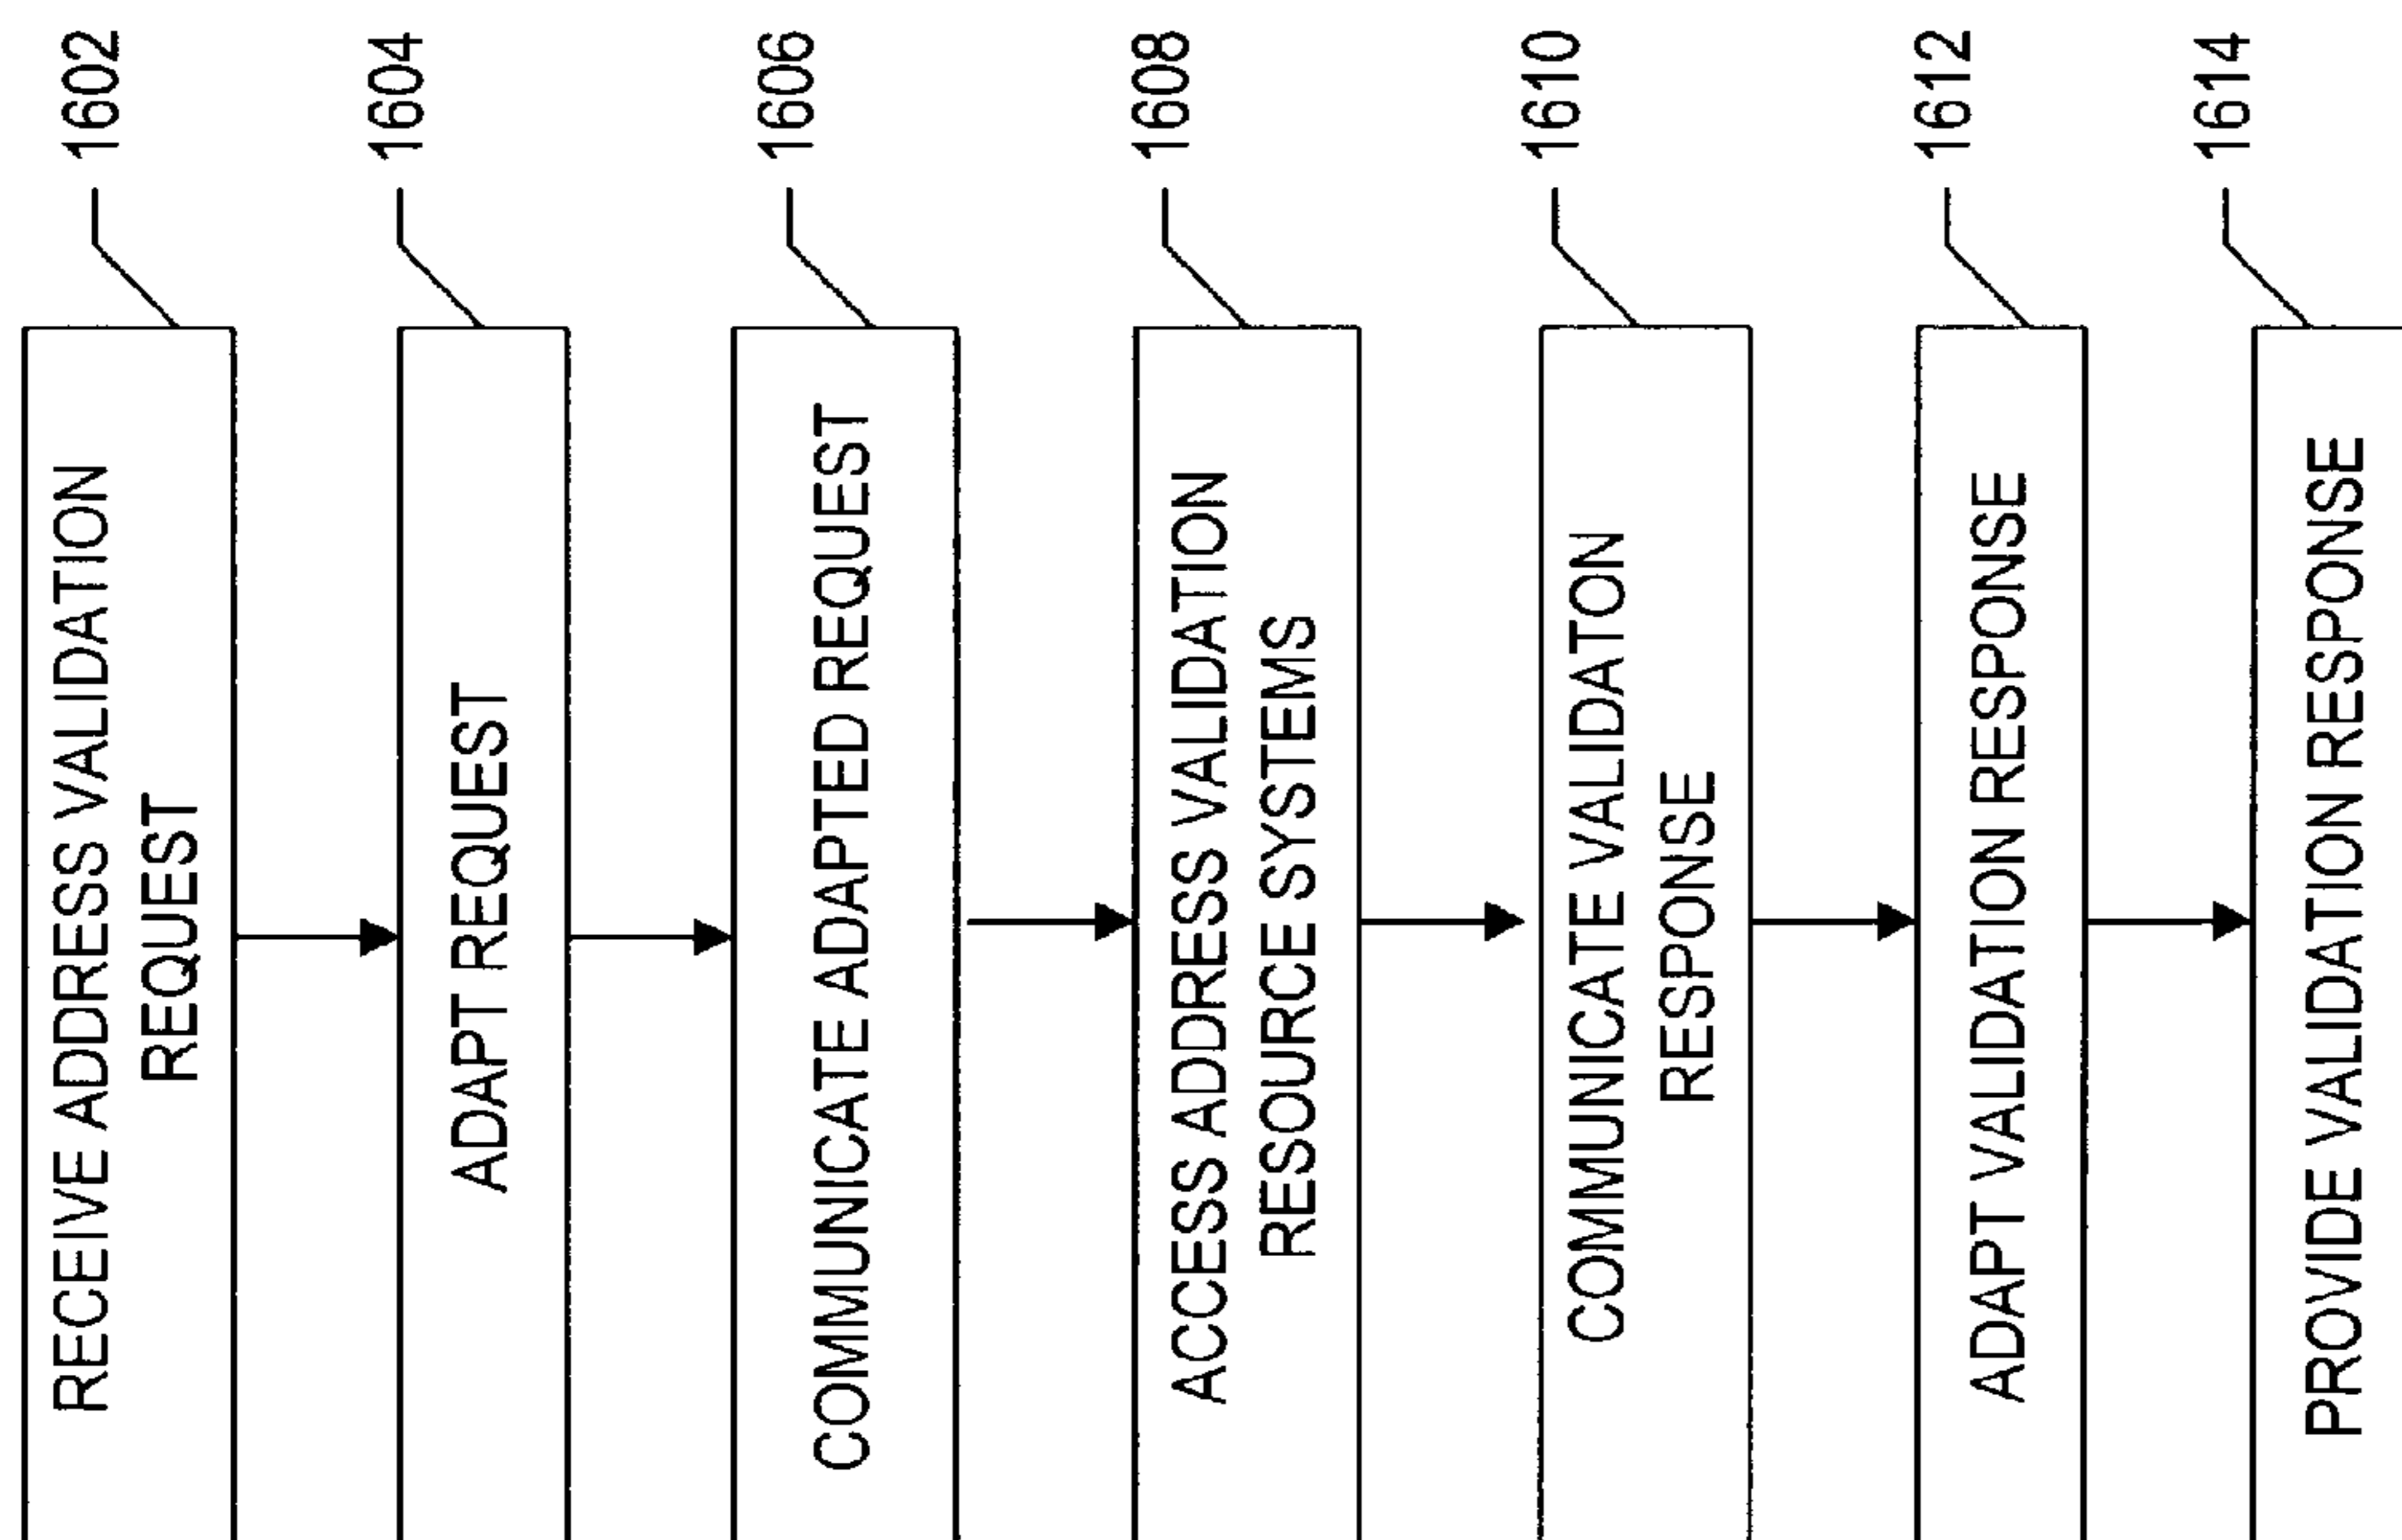 RECEIVE ADDRESS VALIDATION
REQUEST
1602
ADAPT REQUEST
1604
COMMUNICATE ADAPTED REQUEST
1606
ACCESS ADDRESS VALIDATION
RESOURCE SYSTEMS
1608
COMMUNICATE VALIDATON
RESPONSE
1610
ADAPT VALIDATION RESPONSE
1612
PROVIDE VALIDATION RESPONSE
1614